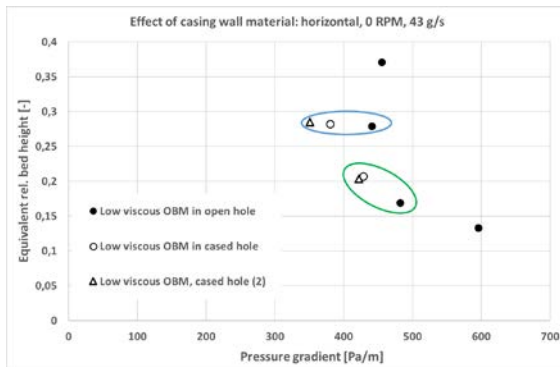 Effect of casing wall material: horizontal, 0 RPM, 43 g/s
Equivalent rel. bed height [-]
0,4
0,35
0,3
0,25
0,2
0,15
0,1
0,05
0
Low viscous OBM in open hole
Low viscous OBM in cased hole
Low viscous OBM, cased hole (2)
0 100 200 300 400 500 600 700
Pressure gradient [Pa/m]